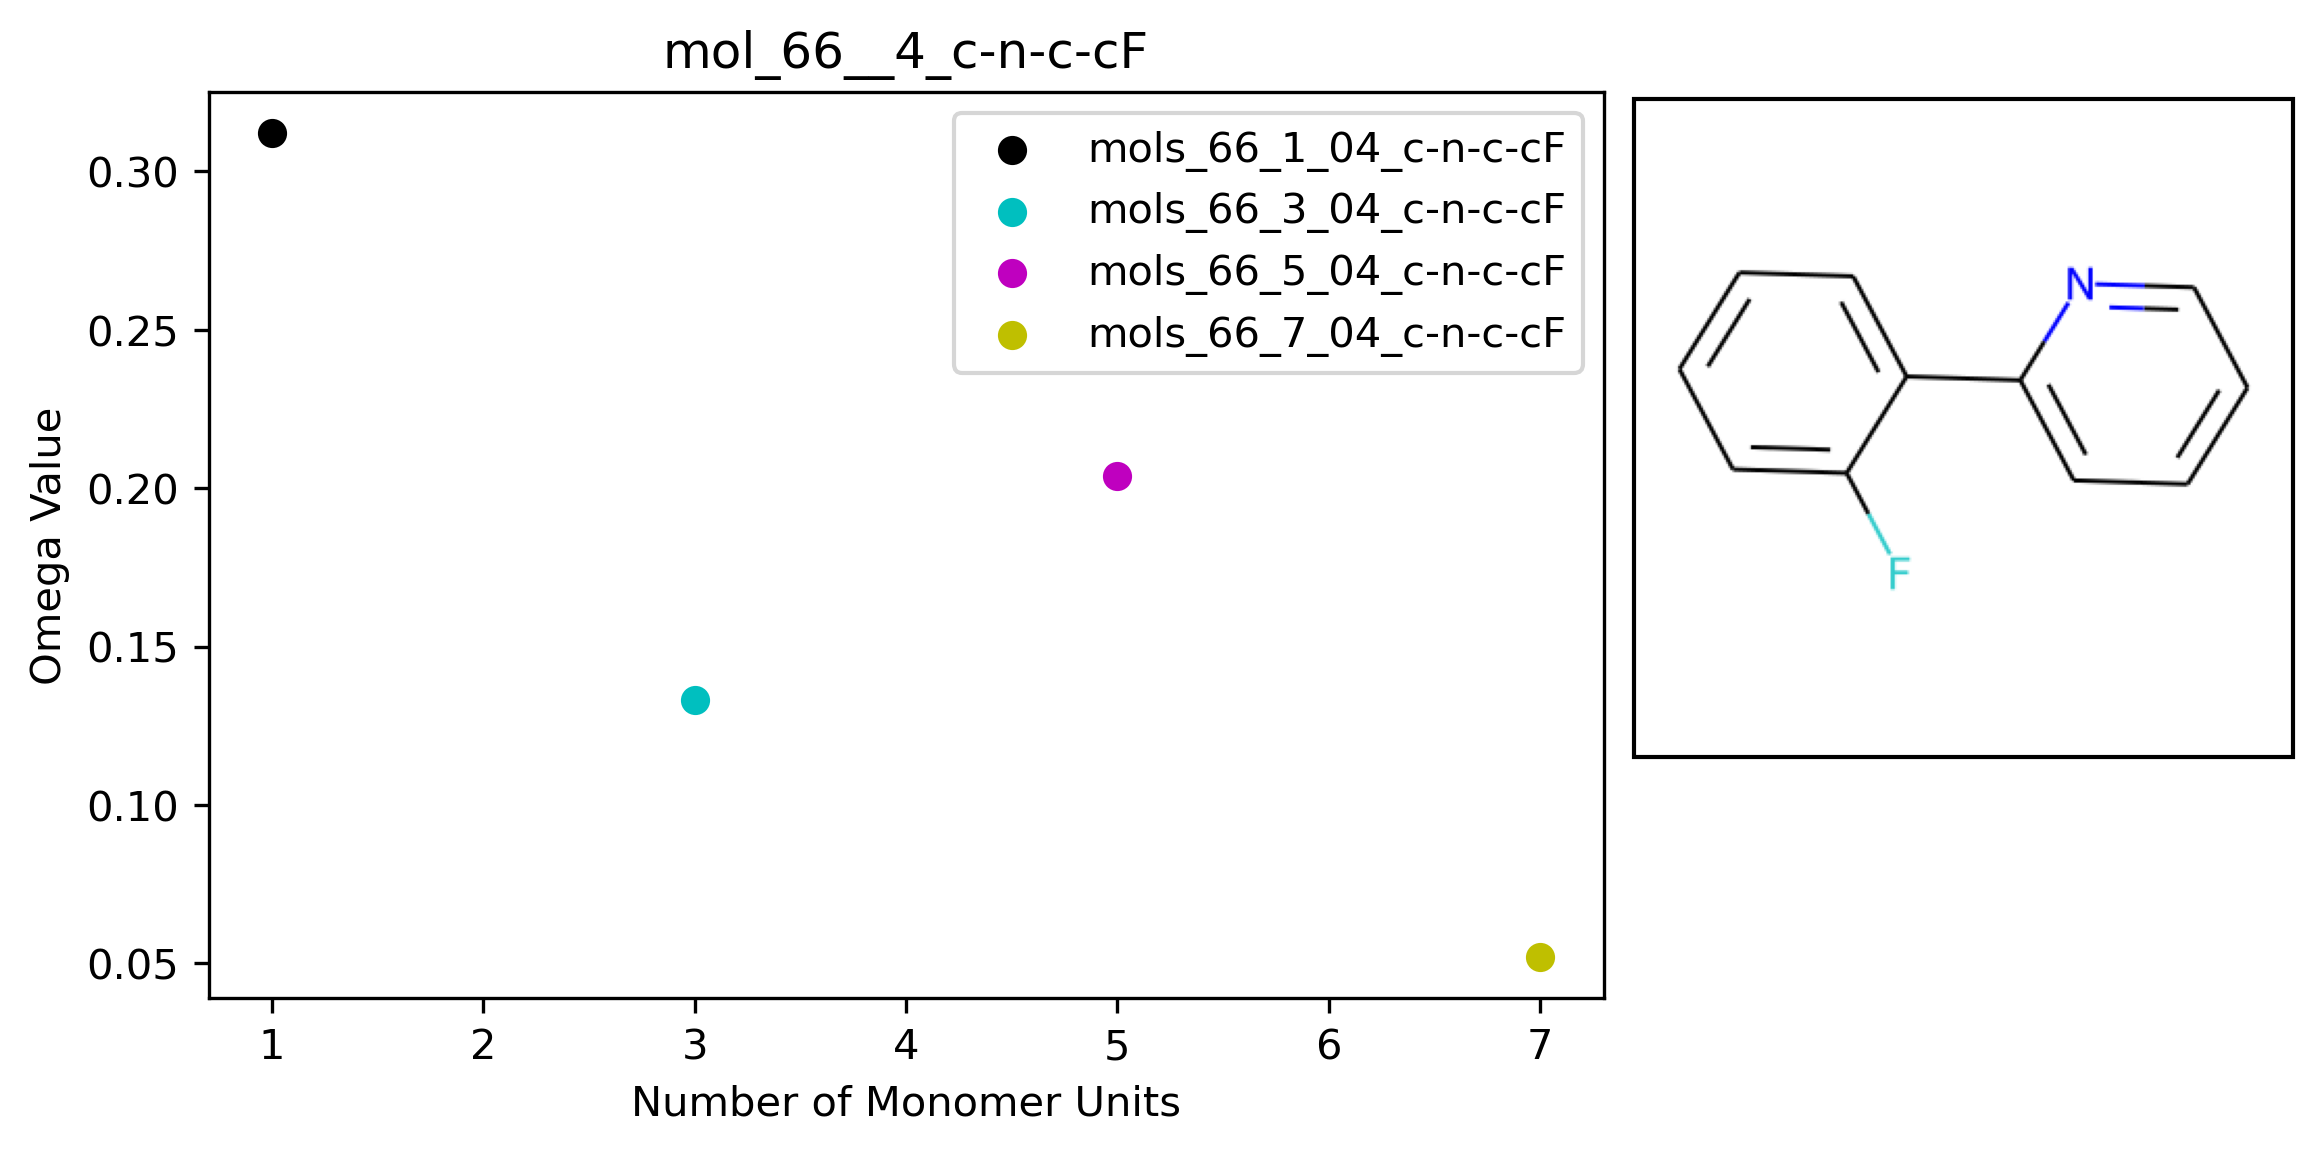 mol_66__4_c-n-c-cF
mols_66_1_04_c-n-c-cF
mols_66_3_04_c-n-c-cF
mols_66_5_04_c-n-c-cF
mols_66_7_04_c-n-c-cF
Omega Value
0.30
0.25
0.20
0.15
0.10
0.05
1 2 3 4 5 6 7
Number of Monomer Units
N
F